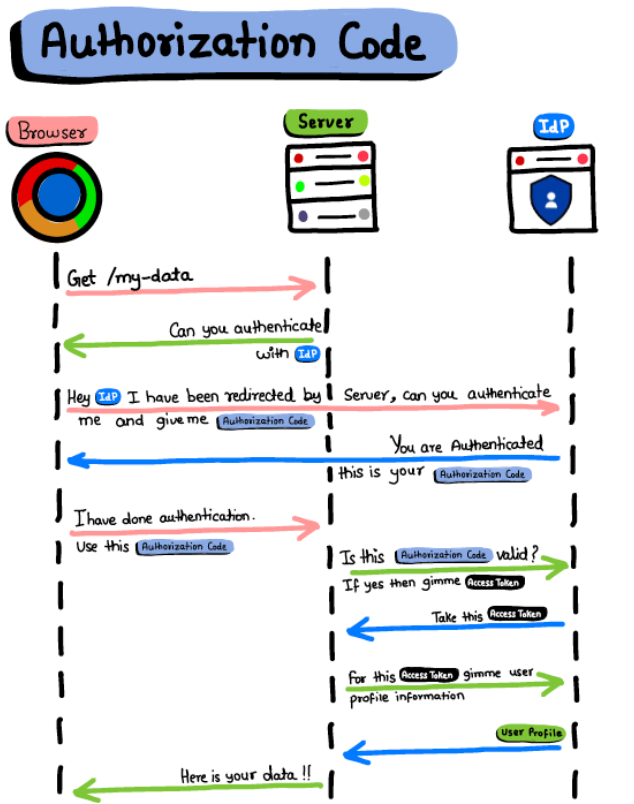 Authorization Code
Browser
Server
IdP
Get /my-data
Can you authenticate
with IdP
Hey IdP I have been redirected by Server, can you authenticate
me and give me Authorization Code
You are Authenticated
this is your Authorization Code
I have done authentication.
Use this Authorization Code
Is this Authorization Code valid?
If yes then gimme Access Token
Take this Access Token
For this Access Token gimme user
profile information
User Profile
Here is your data !!